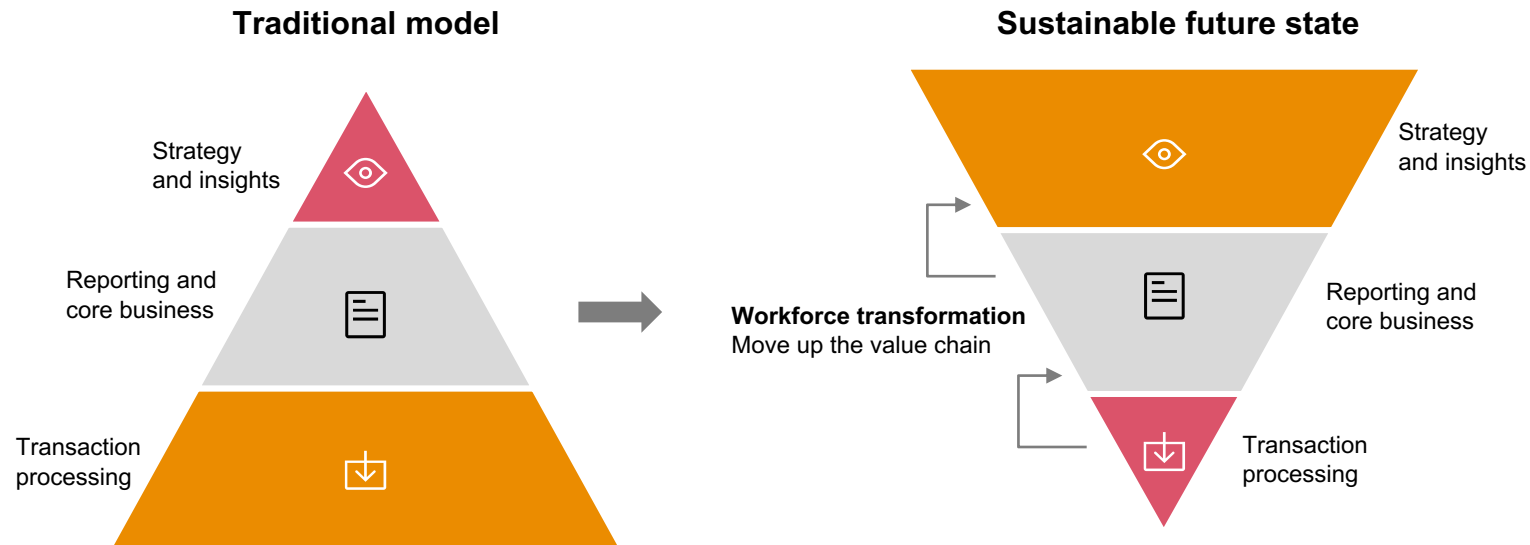 Traditional model
Strategy
and insights
Reporting and
core business
Transaction
processing
Workforce transformation
Move up the value chain
Sustainable future state
Strategy
and insights
Reporting and
core business
Transaction
processing